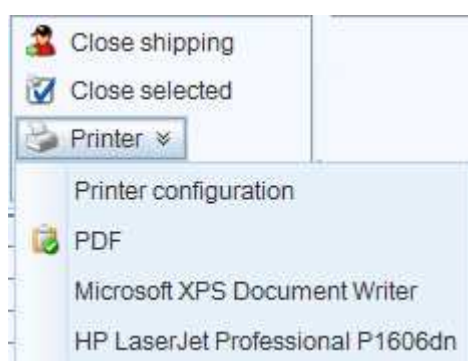 Close shipping
Close selected
Printer
Printer configuration
PDF
Microsoft XPS Document Writer
HP LaserJet Professional P1606dn